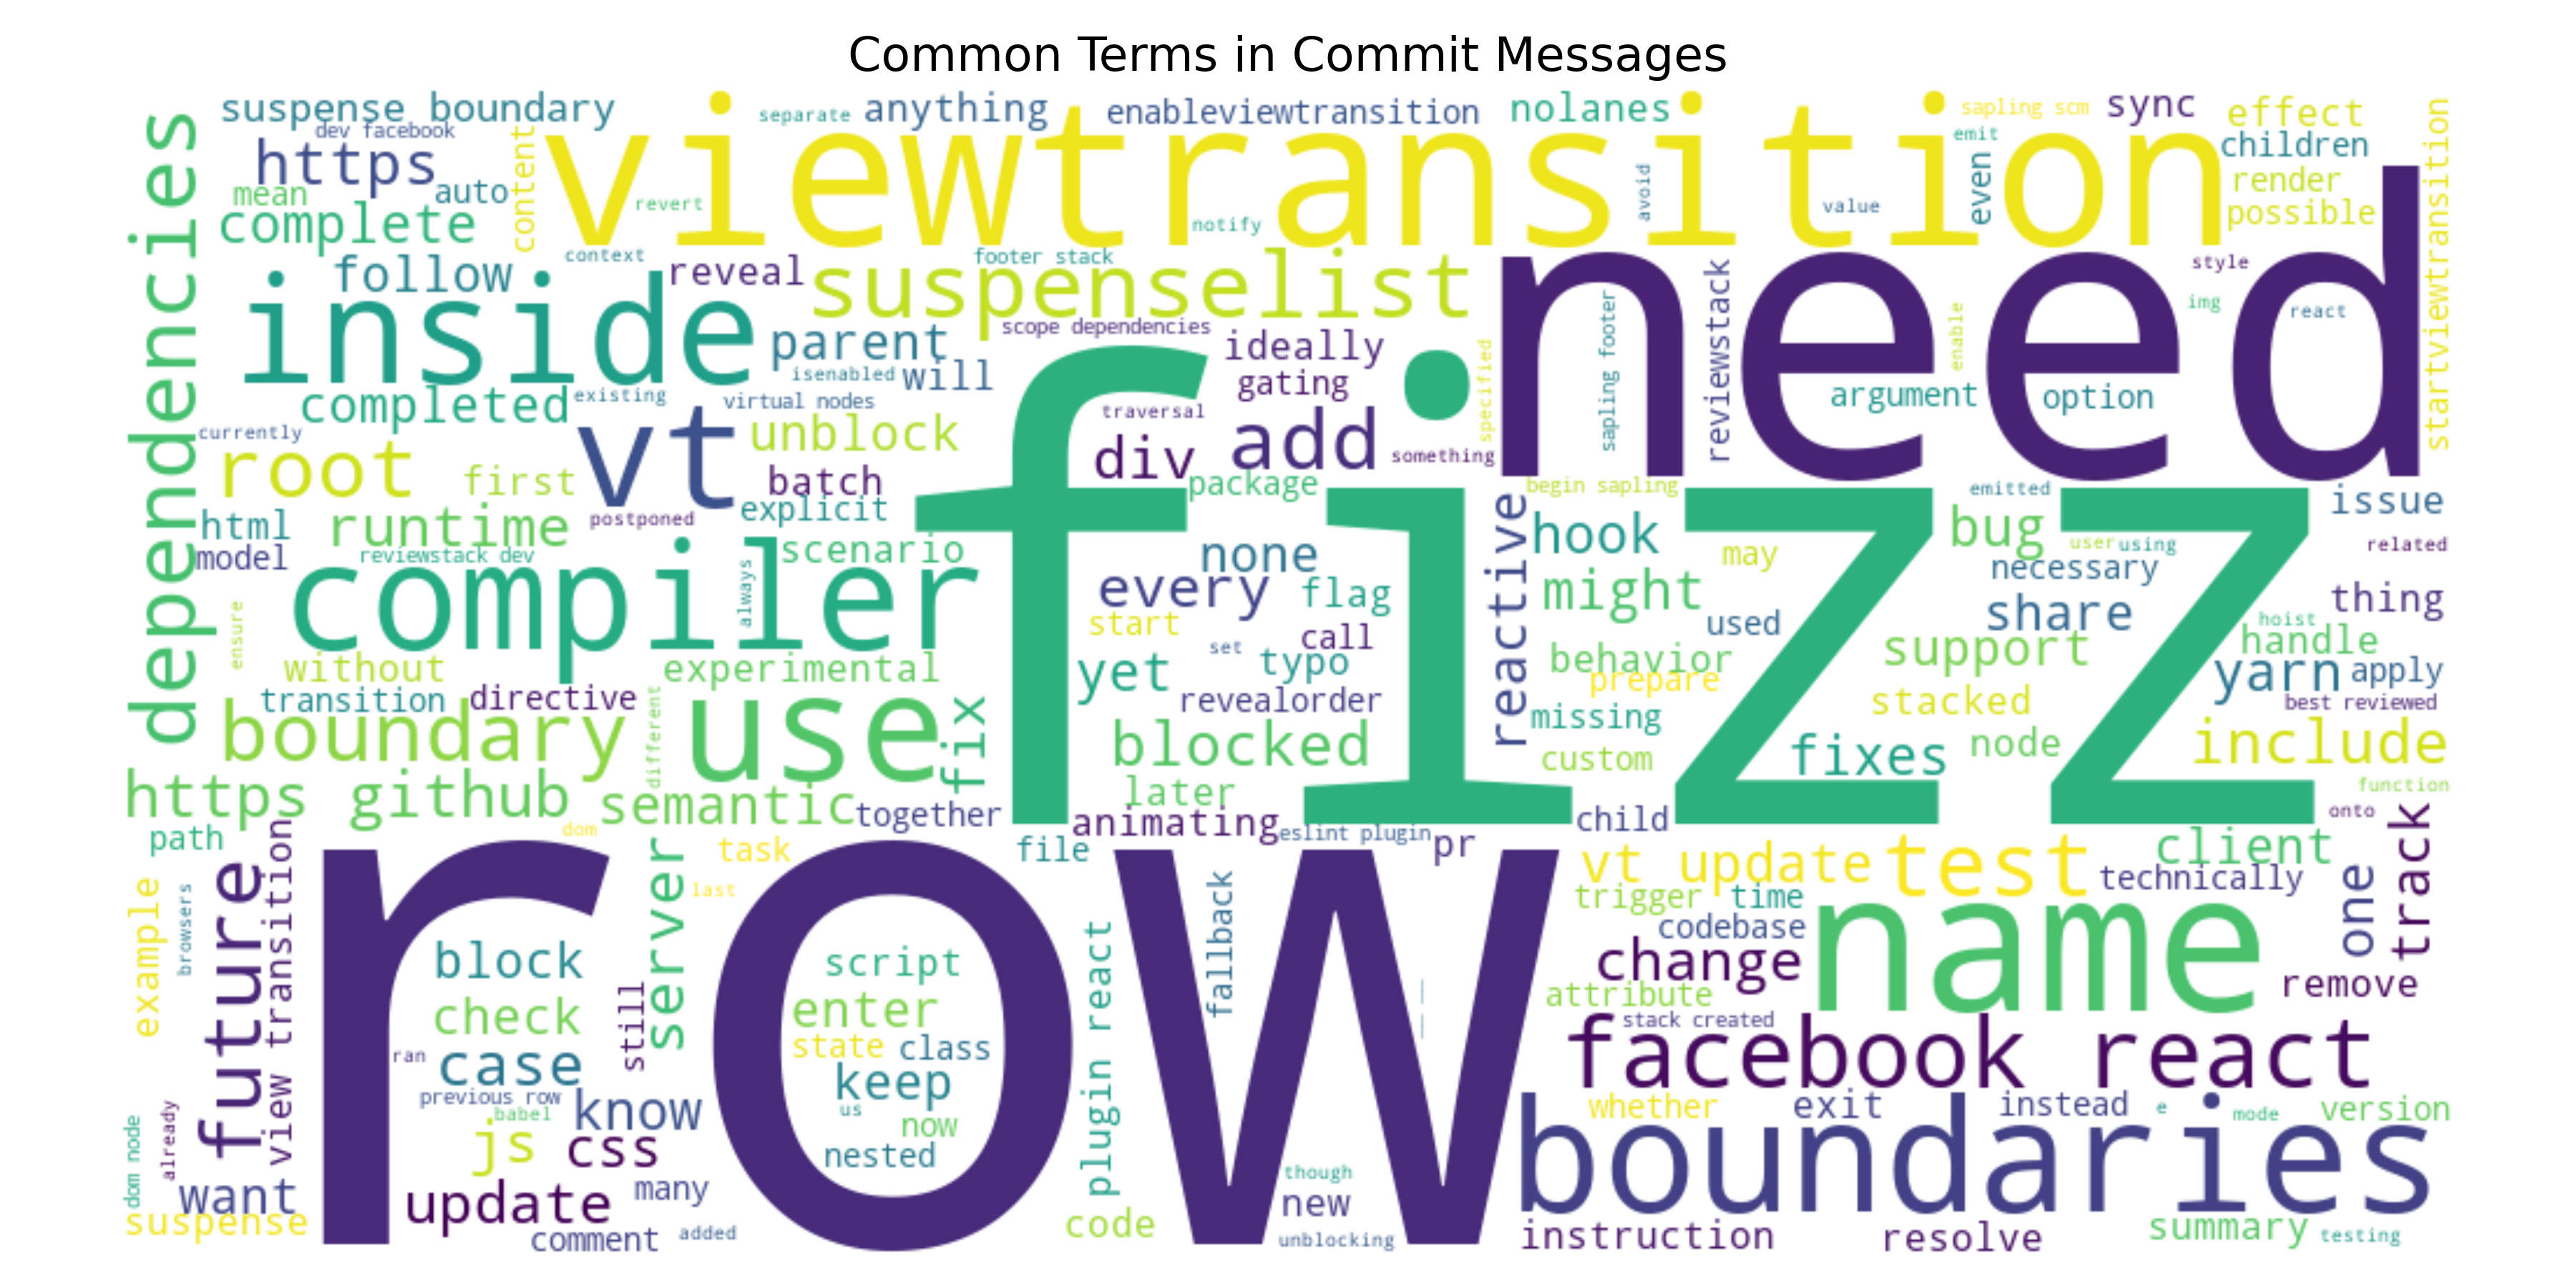 Common Terms in Commit Messages
suspense boundary
separate
anything
enableviewtransition
nolanes
sapling scm
sync
effect
dev facebook
https
content
viewtransition
emit
children
mean
auto
revert
avoid
value
even
render
complete
notify
possible
startviewtransition
dependencies
follow
context
reveal
footer stack
suspenselist
need
reviewstack
style
inside
img
react
scope dependencies
parent
ideally
sapling footer
enable
isenabled
will
gating
specified
argument
option
completed
existing
virtual nodes
traversal
currently
vt
unblock
add
root
div
something
first
batch
package
begin sapling
emitted
issue
html
runtime
postponed
explicit
fizz
reactive
hook
bug
user
using
related
model
reviewstack dev
scenario
none
may
necessary
compiler
always
every
flag
might
thing
ensure
start
used
share
hoist
call
handle
without
experimental
set
yet
typo
behavior
support
yarn
apply
transition
directive
revealorder
prepare
stacked
best reviewed
boundary
different
use
fix
missing
blocked
custom
fixes
node
include
https github
semantic
together
later
function
path
dom
animating
eslint plugin
child
onto
file
pr
task
vt update
test
client
track
future
view transition
server
last
fallback
trigger
time
technically
one
example
browsers
row
codebase
name
block
script
plugin react
change
remove
check
still
enter
attribute
ran
case
state
class
stack created
facebook react
keep
previous row
know
us
whether
exit
instead
e
mode
version
babel
js
now
boundaries
dom node
already
css
nested
want
though
update
many
new
suspense
code
comment
added
unblocking
instruction
resolve
summary
testing